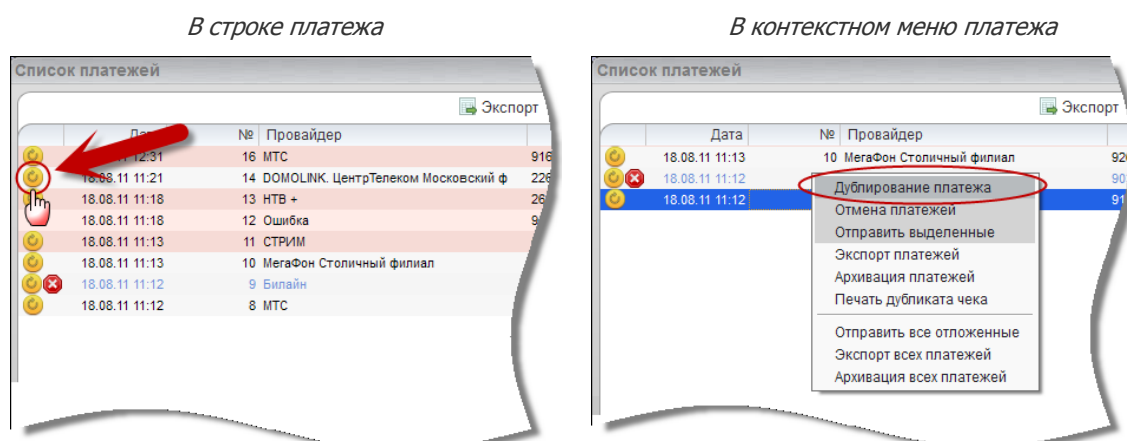 В строке платежа
Список платежей
Экспорт
№ Провайдер
12:31 16 МТС 916
18.08.11 11:21 14 DOMOLINK. ЦентрТелеком Московский ф 226
18.08.11 11:18 13 НТВ + 26
18.08.11 11:18 12 Ошибка 9
18.08.11 11:13 11 СТРИМ
18.08.11 11:13 10 МегаФон Столичный филиал
18.08.11 11:12 9 Билайн
18.08.11 11:12 8 МТС
В контекстном меню платежа
Список платежей
Экспорт
Дата № Провайдер
18.08.11 11:13 10 МегаФон Столичный филиал 920
18.08.11 11:12 903
18.08.11 11:12 91
Дублирование платежа
Отмена платежей
Отправить выделенные
Экспорт платежей
Архивация платежей
Печать дубликата чека
Отправить все отложенные
Экспорт всех платежей
Архивация всех платежей